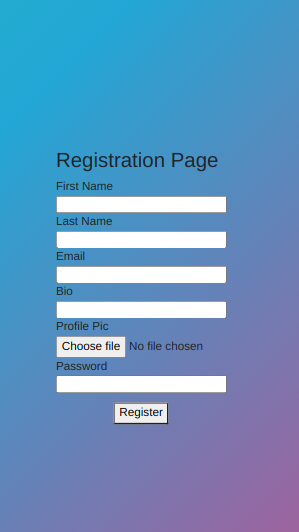 Registration Page
First Name
Last Name
Email
Bio
Profile Pic
Choose file No file chosen
Password
Register